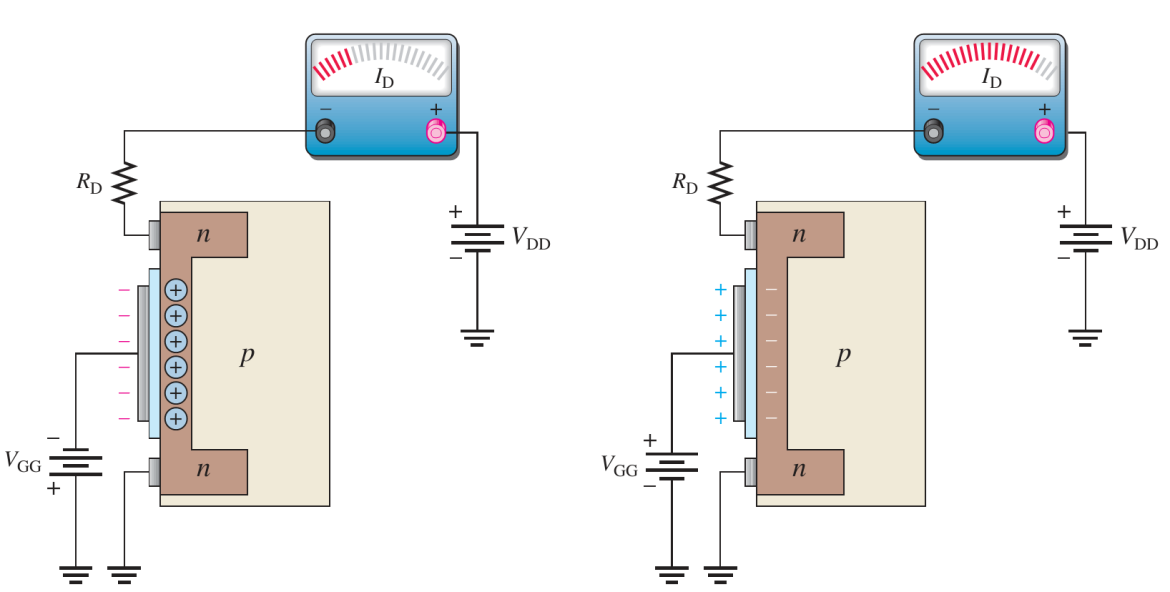 I_D
− +
R_D
n
+
−
V_DD
−
−
−
−
−
−
+
+
+
+
+
+
p
−
V_GG
+
n
I_D
− +
R_D
n
+
−
V_DD
+
+
+
+
+
+
−
−
−
−
−
−
p
+
V_GG
−
n